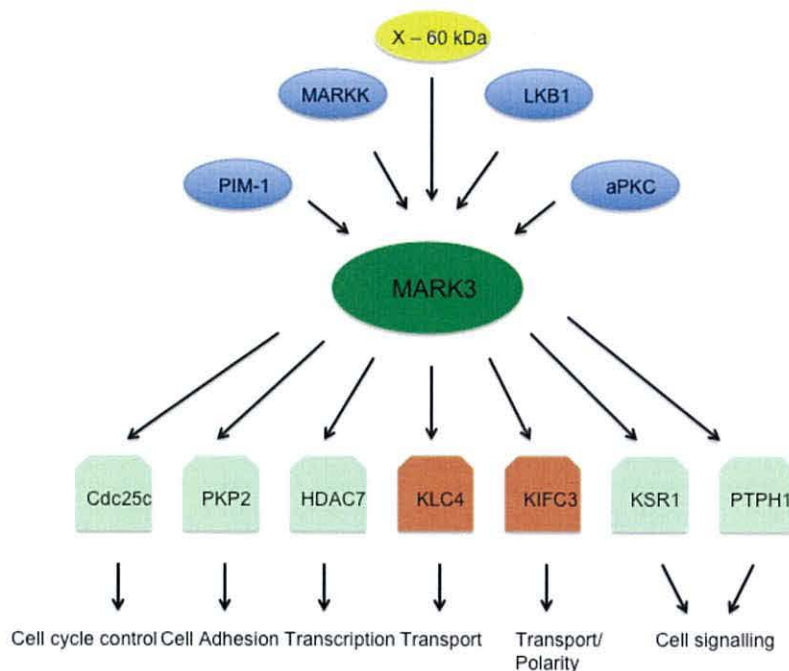 X – 60 kDa
MARKK
LKB1
PIM-1
aPKC
MARK3
Cdc25c
PKP2
HDAC7
KLC4
KIFC3
KSR1
PTPH1
Cell cycle control Cell Adhesion Transcription Transport Transport/ Cell signalling
Polarity